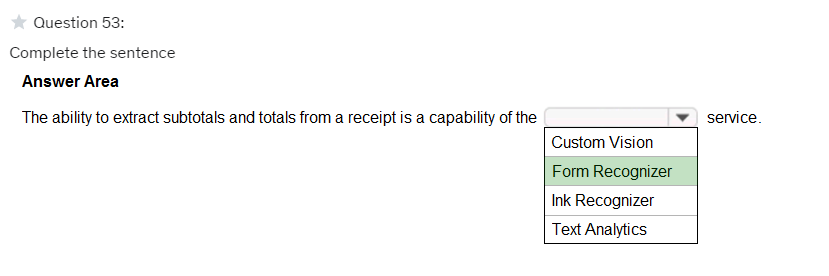 Question 53:
Complete the sentence
Answer Area
The ability to extract subtotals and totals from a receipt is a capability of the service.
Custom Vision
Form Recognizer
Ink Recognizer
Text Analytics